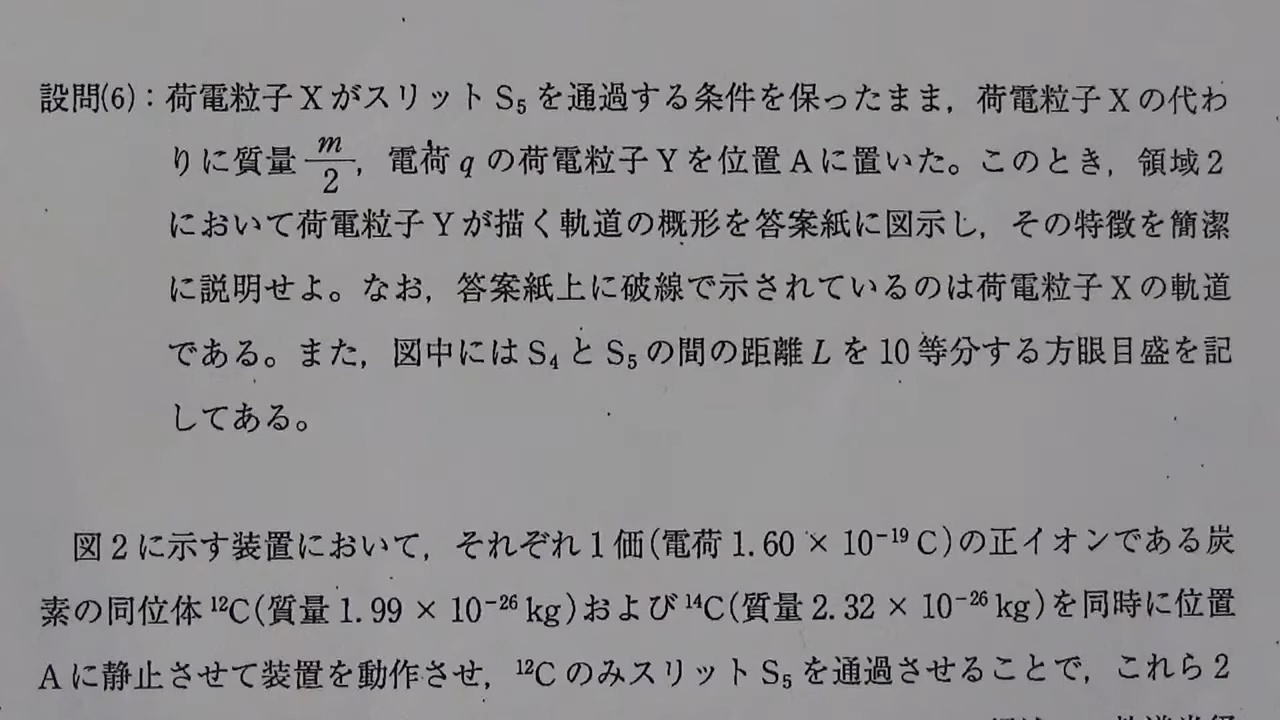 設問(6)：荷電粒子XがスリットS₅を通過する条件を保ったまま，荷電粒子Xの代わ
りに質量 m/2，電荷 q の荷電粒子Yを位置Aに置いた。このとき，領域2
において荷電粒子Yが描く軌道の概形を答案紙に図示し，その特徴を簡潔
に説明せよ。なお，答案紙上に破線で示されているのは荷電粒子Xの軌道
である。また，図中にはS₄とS₅の間の距離Lを10等分する方眼目盛を記
してある。
図2に示す装置において，それぞれ1価(電荷1.60 × 10⁻¹⁹ C)の正イオンである炭
素の同位体 ¹²C(質量1.99 × 10⁻²⁶ kg)および ¹⁴C(質量2.32 × 10⁻²⁶ kg)を同時に位置
Aに静止させて装置を動作させ，¹²CのみスリットS₅を通過させることで，これら2